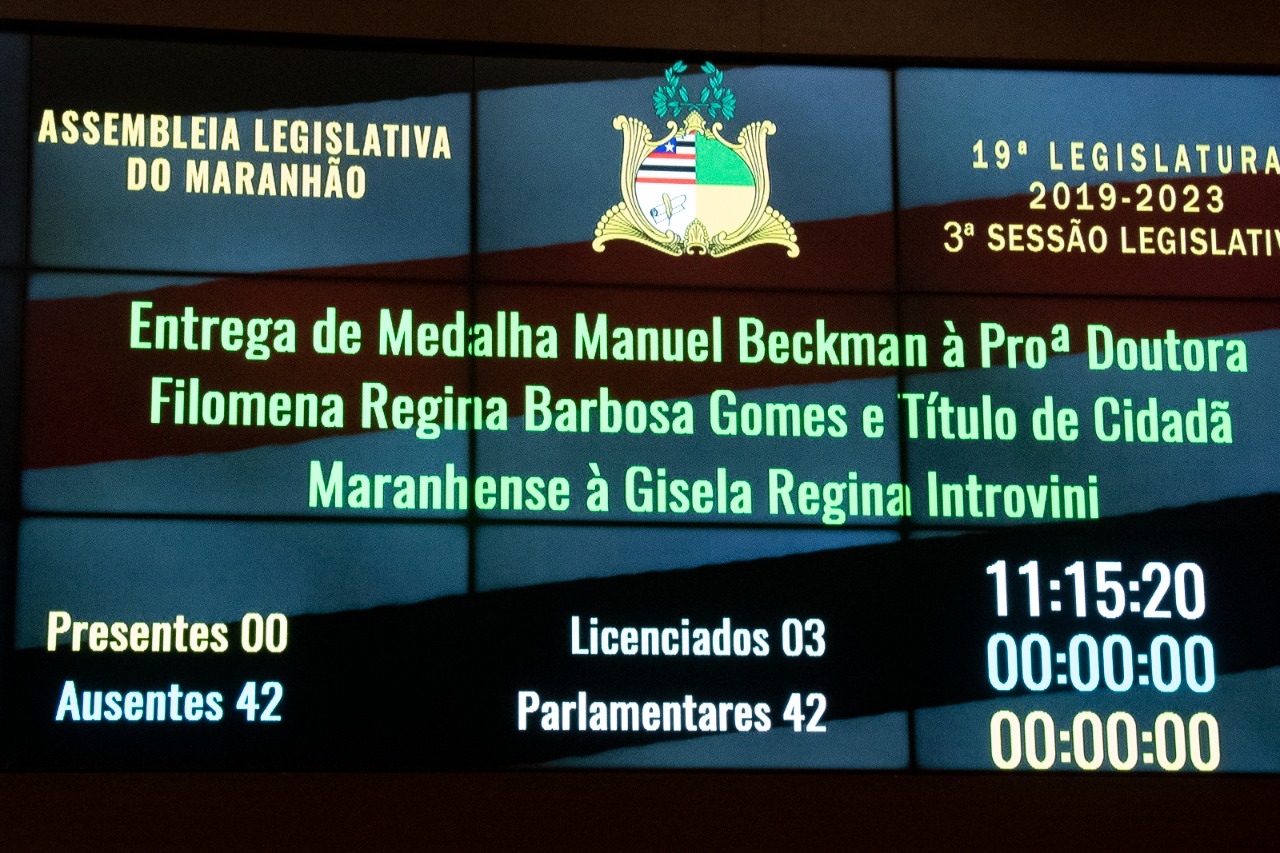 ASSEMBLEIA LEGISLATIVA
DO MARANHÃO
19ª LEGISLATURA
2019-2023
3ª SESSÃO LEGISLATIV
Entrega de Medalha Manuel Beckman à Proª Doutora
Filomena Regina Barbosa Gomes e Título de Cidadã
Maranhense à Gisela Regina Introvini
Presentes 00
Ausentes 42
Licenciados 03
Parlamentares 42
11:15:20
00:00:00
00:00:00